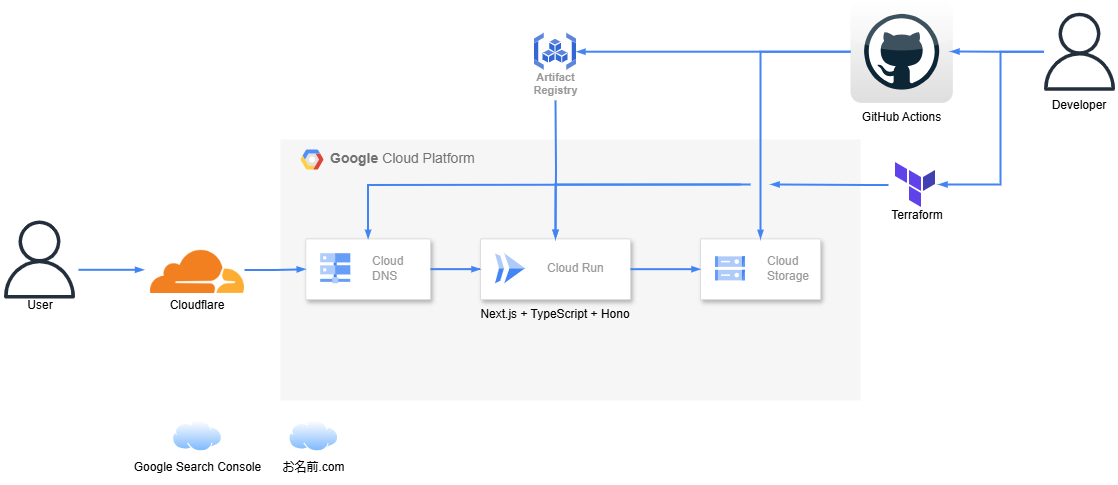 Artifact
Registry
GitHub Actions
Developer
Google Cloud Platform
Terraform
User
Cloudflare
Cloud
DNS
Cloud Run
Cloud
Storage
Next.js + TypeScript + Hono
Google Search Console
お名前.com